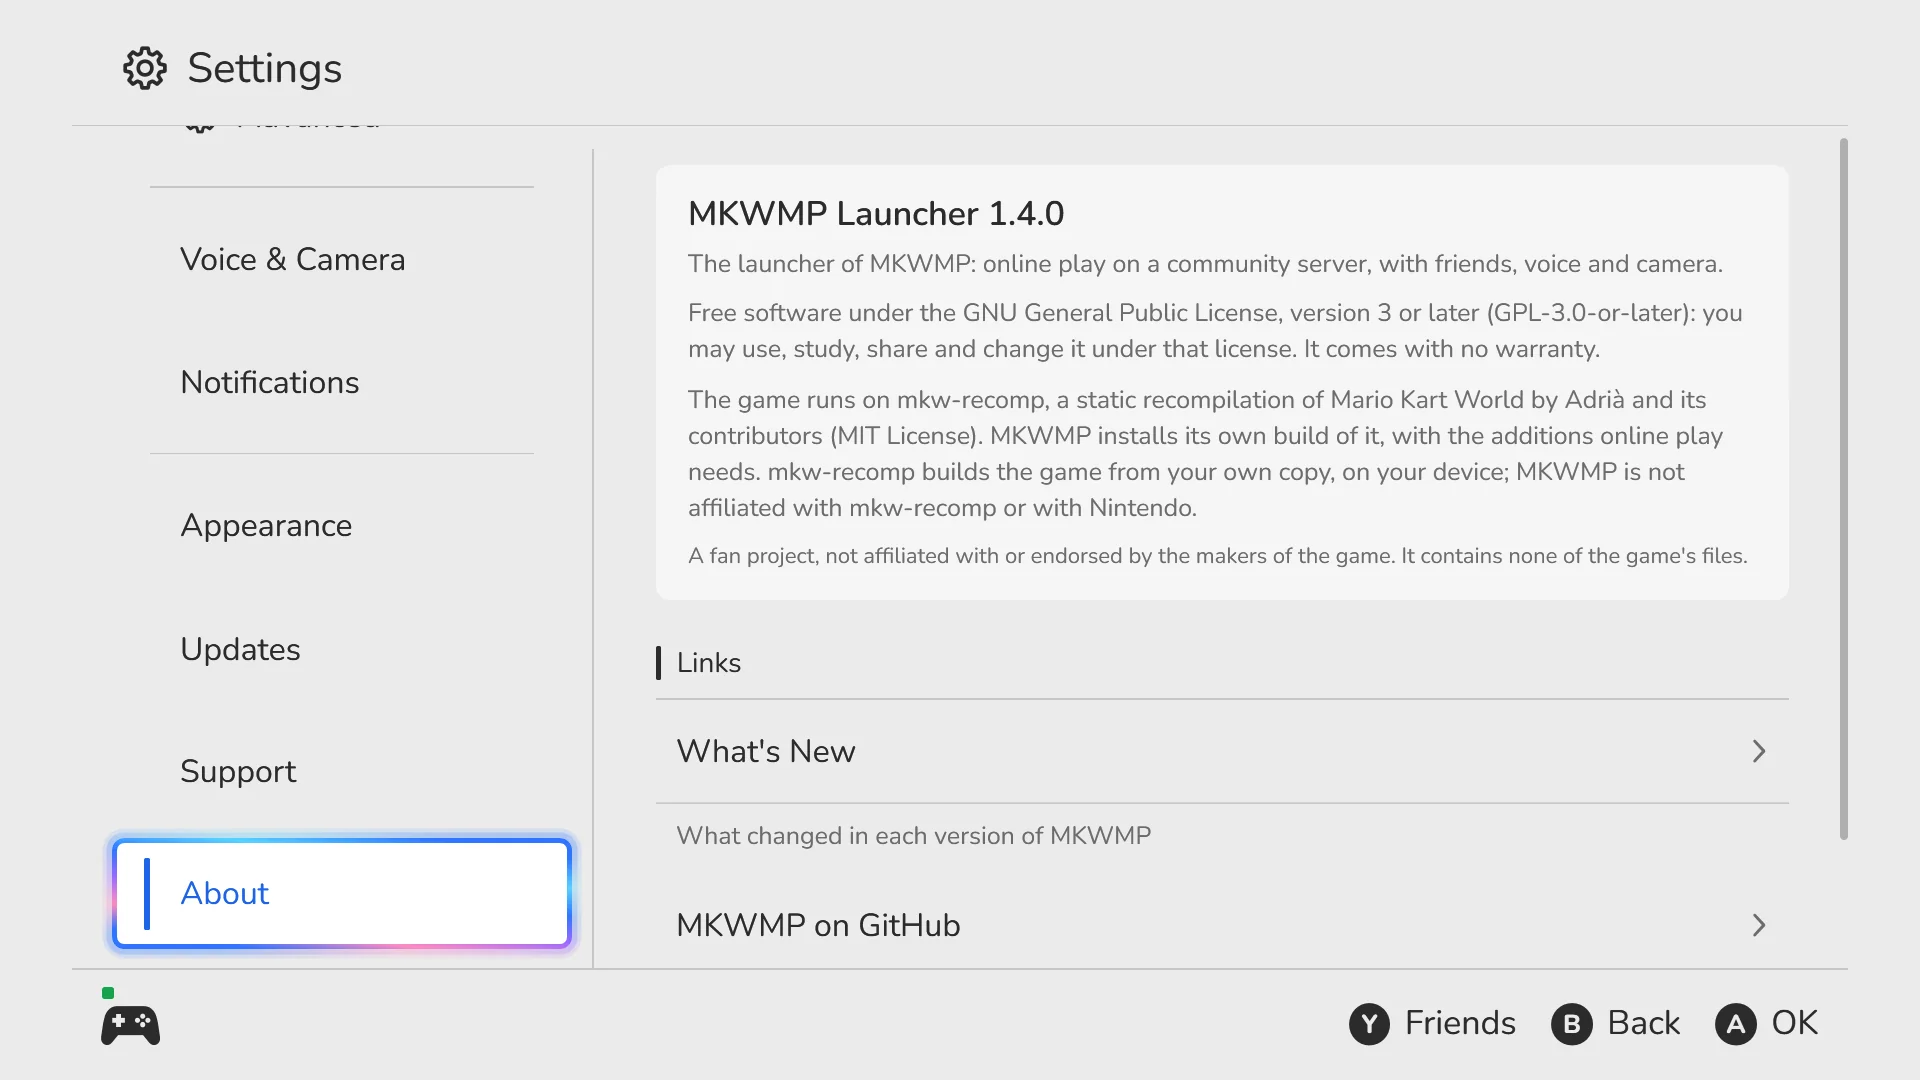 Settings
Voice & Camera
Notifications
Appearance
Updates
Support
About
MKWMP Launcher 1.4.0
The launcher of MKWMP: online play on a community server, with friends, voice and camera.
Free software under the GNU General Public License, version 3 or later (GPL-3.0-or-later): you
may use, study, share and change it under that license. It comes with no warranty.
The game runs on mkw-recomp, a static recompilation of Mario Kart World by Adrià and its
contributors (MIT License). MKWMP installs its own build of it, with the additions online play
needs. mkw-recomp builds the game from your own copy, on your device; MKWMP is not
affiliated with mkw-recomp or with Nintendo.
A fan project, not affiliated with or endorsed by the makers of the game. It contains none of the game's files.
Links
What's New
What changed in each version of MKWMP
MKWMP on GitHub
Y Friends
B Back
A OK